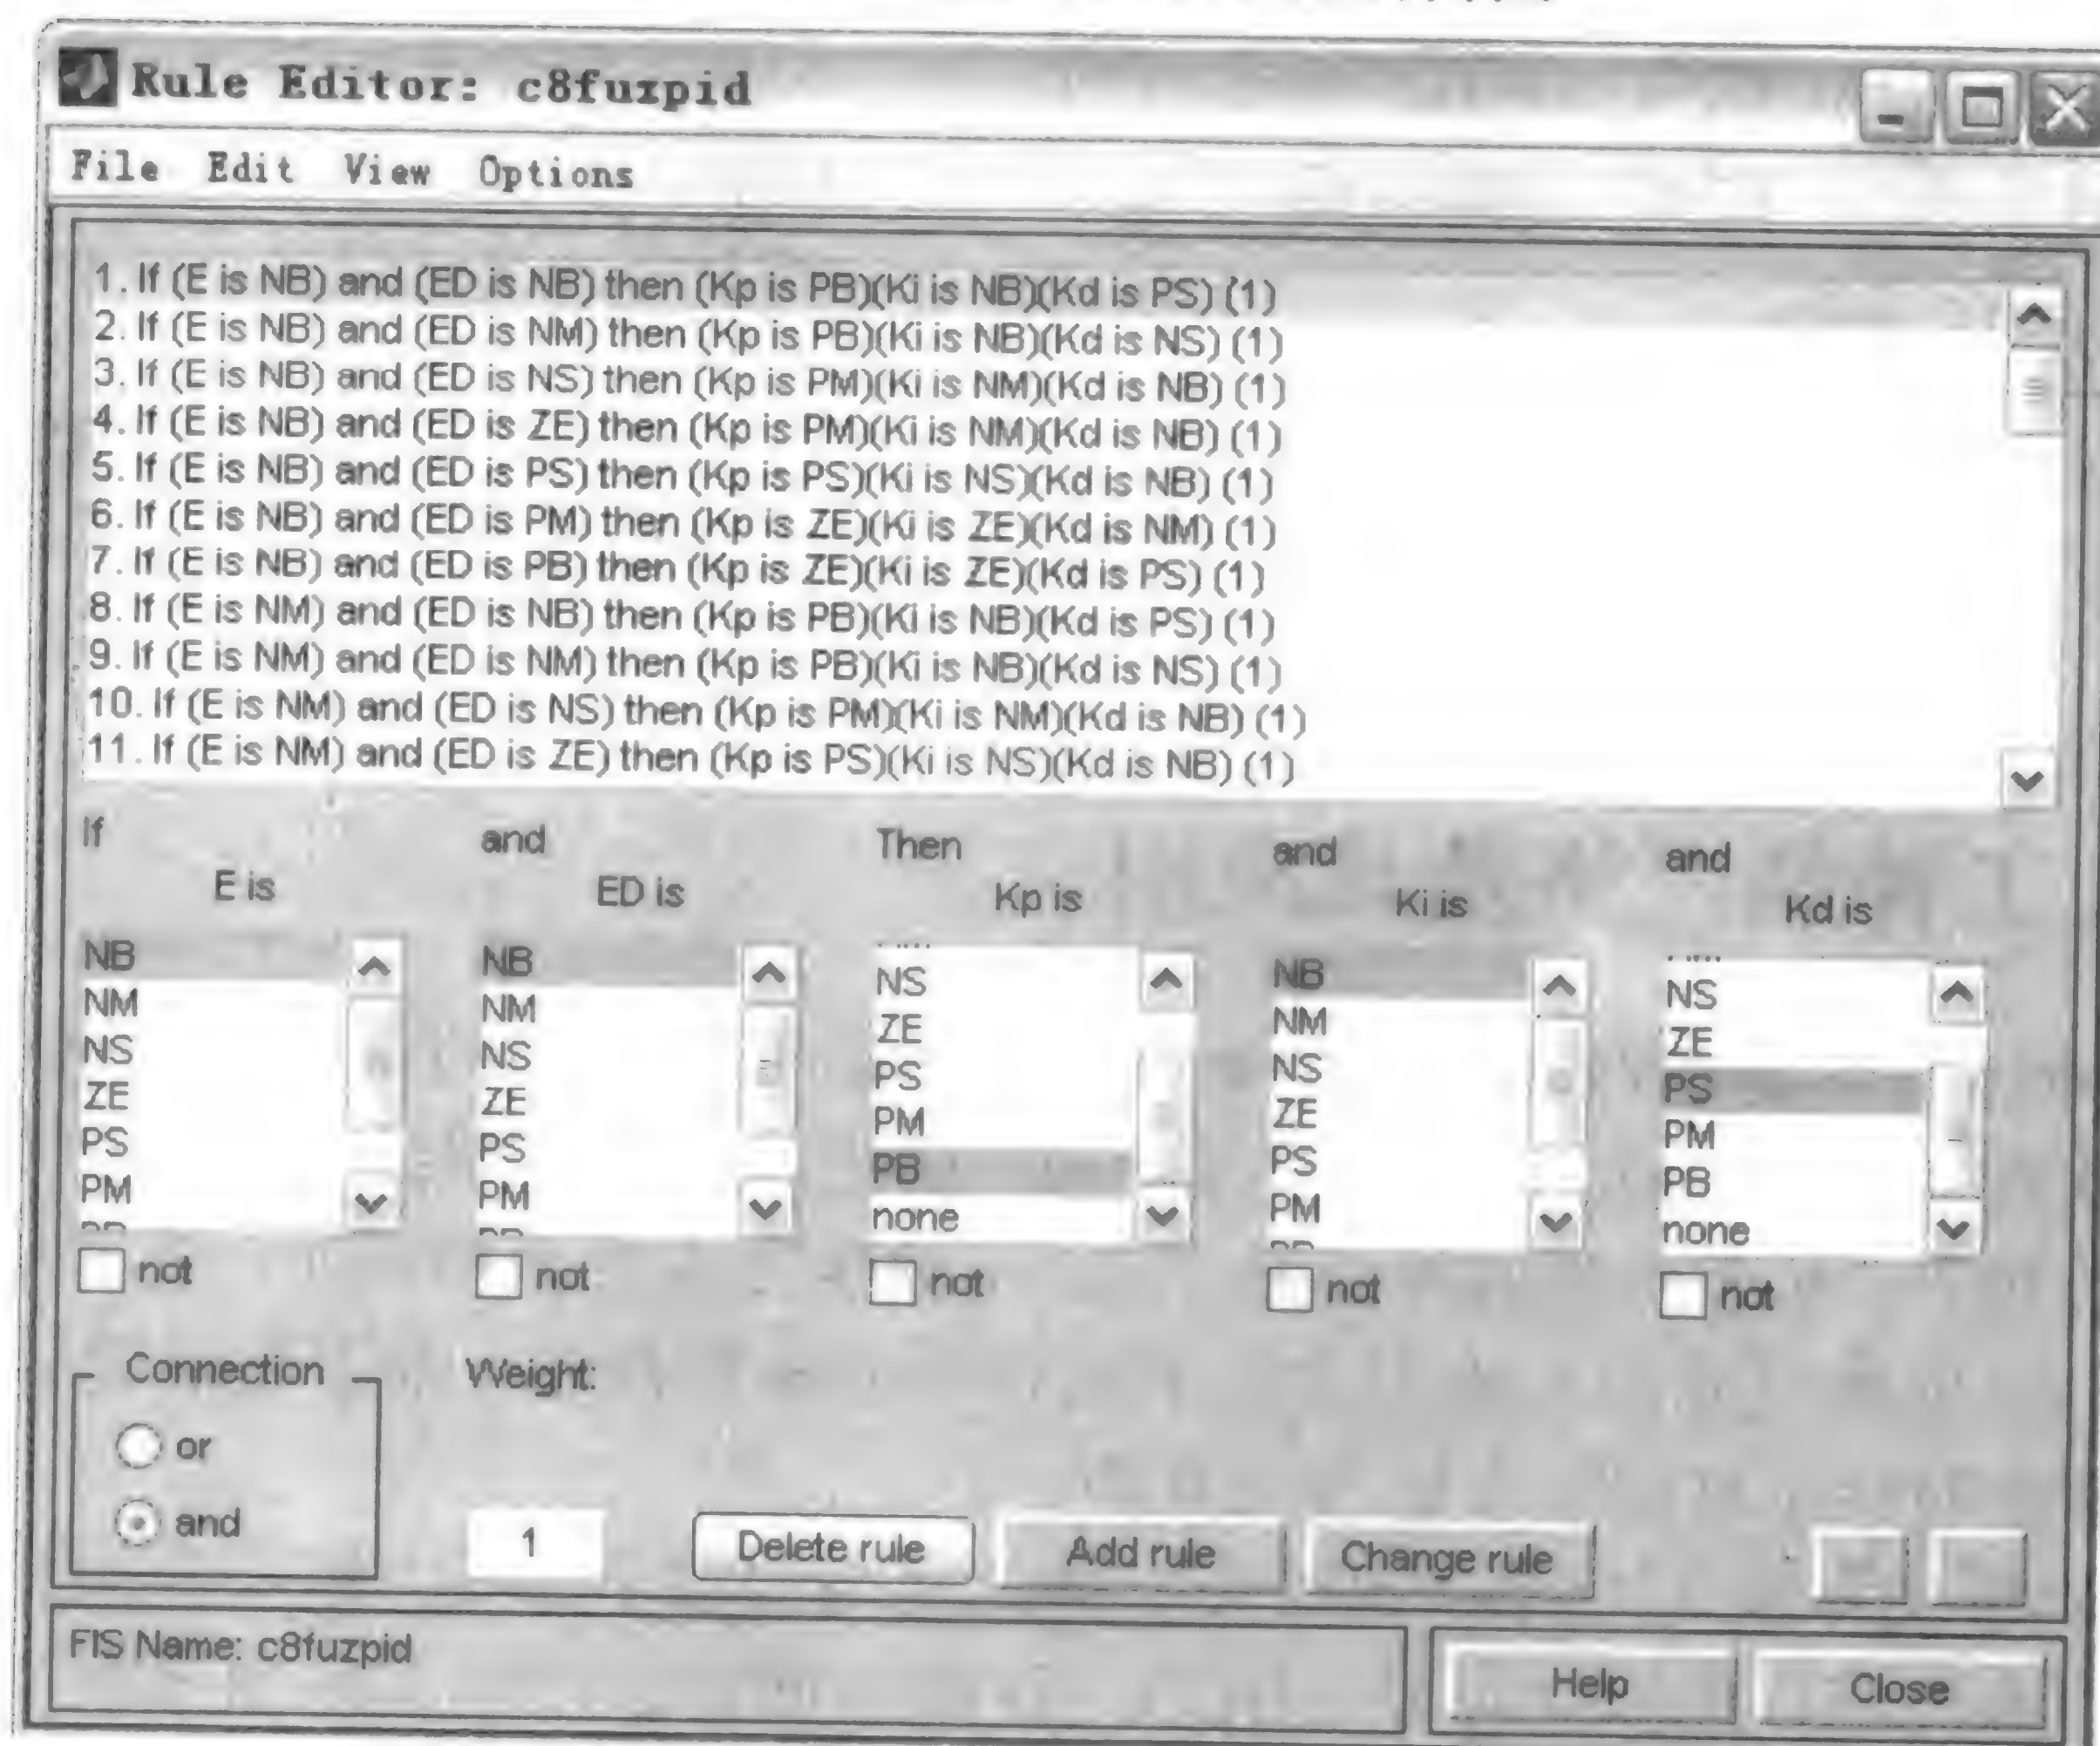 Rule Editor: c8fuzpid
File Edit View Options
1. If (E is NB) and (ED is NB) then (Kp is PB)(Ki is NB)(Kd is PS) (1)
2. If (E is NB) and (ED is NM) then (Kp is PB)(Ki is NB)(Kd is NS) (1)
3. If (E is NB) and (ED is NS) then (Kp is PM)(Ki is NM)(Kd is NB) (1)
4. If (E is NB) and (ED is ZE) then (Kp is PM)(Ki is NM)(Kd is NB) (1)
5. If (E is NB) and (ED is PS) then (Kp is PS)(Ki is NS)(Kd is NB) (1)
6. If (E is NB) and (ED is PM) then (Kp is ZE)(Ki is ZE)(Kd is NM) (1)
7. If (E is NB) and (ED is PB) then (Kp is ZE)(Ki is ZE)(Kd is PS) (1)
8. If (E is NM) and (ED is NB) then (Kp is PB)(Ki is NB)(Kd is PS) (1)
9. If (E is NM) and (ED is NM) then (Kp is PB)(Ki is NB)(Kd is NS) (1)
10. If (E is NM) and (ED is NS) then (Kp is PM)(Ki is NM)(Kd is NB) (1)
11. If (E is NM) and (ED is ZE) then (Kp is PS)(Ki is NS)(Kd is NB) (1)
If and Then and and
E is ED is Kp is Ki is Kd is
NB NB NB
NM NM NS NM NS
NS NS ZE NS ZE
ZE ZE PS ZE PS
PS PS PM PS PM
PM PM PB PM PB
none none
not not not not not
Connection Weight:
or
and 1 Delete rule Add rule Change rule
FIS Name: c8fuzpid Help Close